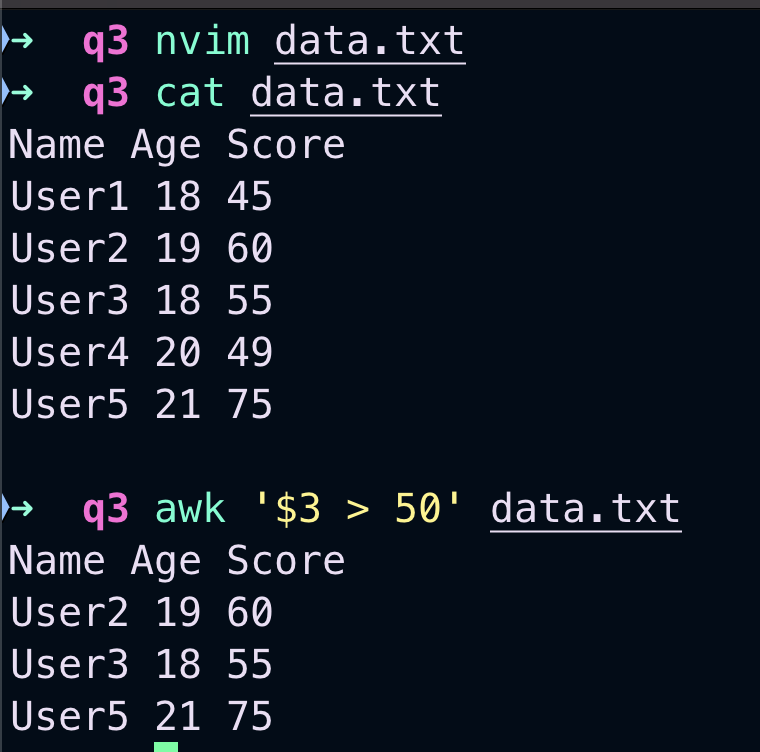 → q3 nvim data.txt
→ q3 cat data.txt
Name Age Score
User1 18 45
User2 19 60
User3 18 55
User4 20 49
User5 21 75
→ q3 awk '$3 > 50' data.txt
Name Age Score
User2 19 60
User3 18 55
User5 21 75